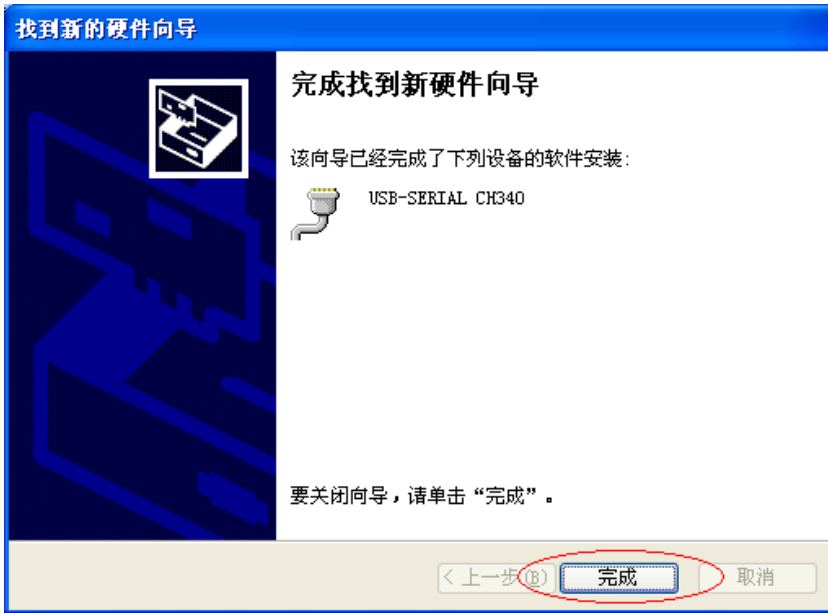 找到新的硬件向导
完成找到新硬件向导
该向导已经完成了下列设备的软件安装:
USB-SERIAL CH340
要关闭向导，请单击“完成”。
< 上一步(B) 完成 取消